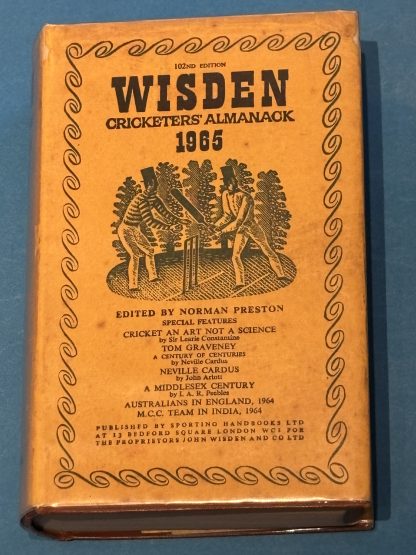 102ND EDITION
WISDEN
CRICKETERS' ALMANACK
1965
EDITED BY NORMAN PRESTON
SPECIAL FEATURES
CRICKET AN ART NOT A SCIENCE
by Sir Learie Constantine
TOM GRAVENEY
A CENTURY OF CENTURIES
by Neville Cardus
NEVILLE CARDUS
by John Arlott
A MIDDLESEX CENTURY
by I. A. R. Peebles
AUSTRALIANS IN ENGLAND, 1964
M.C.C. TEAM IN INDIA, 1964
PUBLISHED BY SPORTING HANDBOOKS LTD
AT 13 BEDFORD SQUARE LONDON WC1 FOR
THE PROPRIETORS JOHN WISDEN AND CO LTD